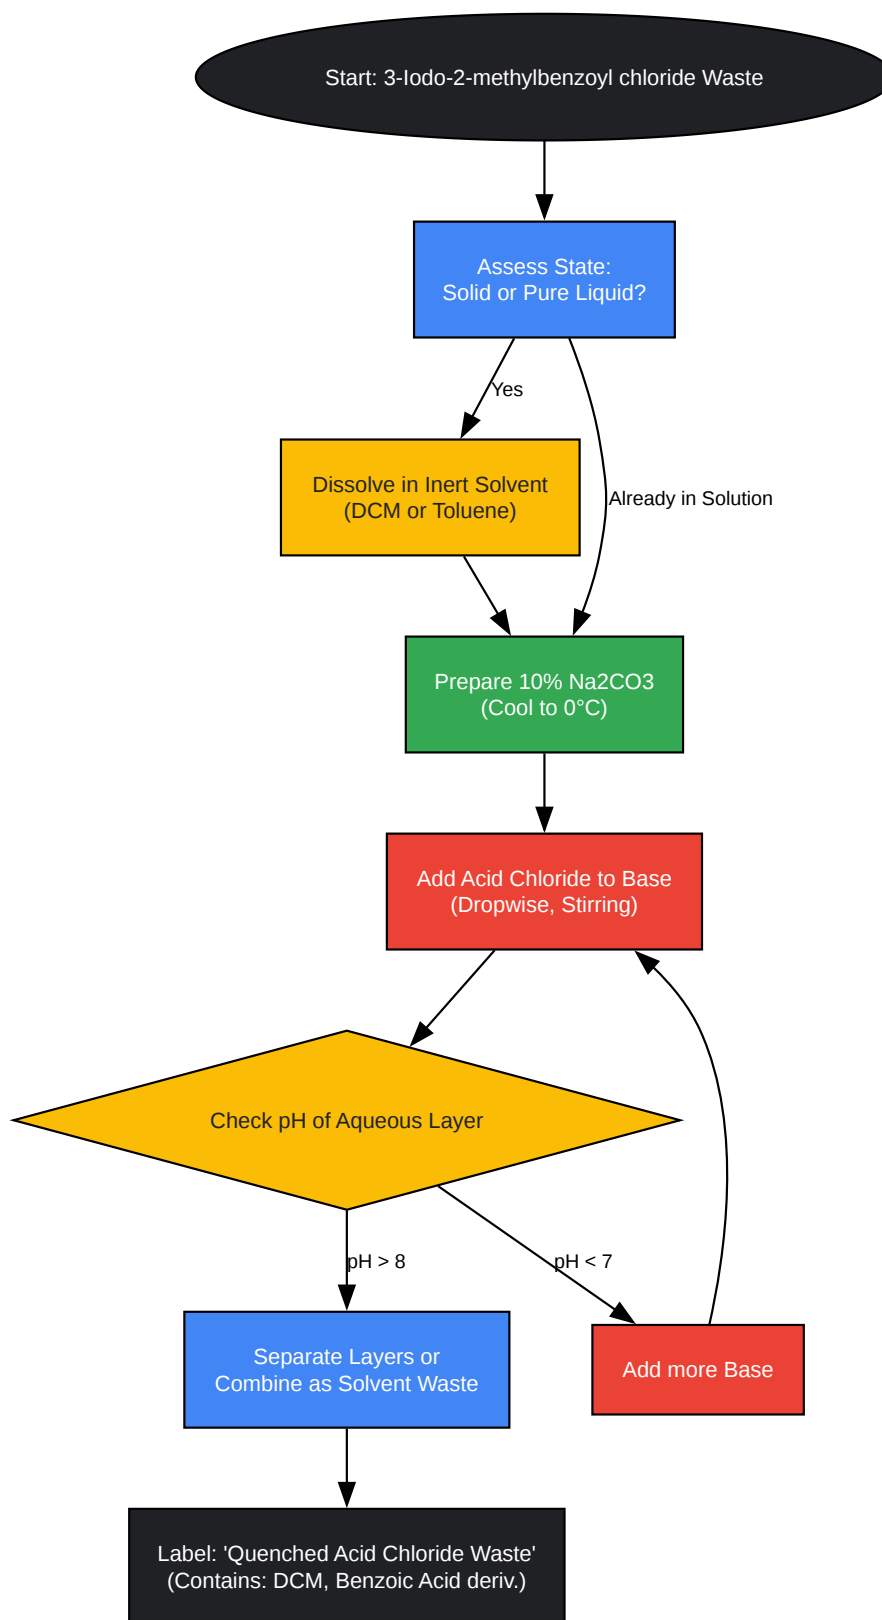 Start: 3-Iodo-2-methylbenzoyl chloride Waste
Assess State:
Solid or Pure Liquid?
Yes
Dissolve in Inert Solvent
(DCM or Toluene)
Already in Solution
Prepare 10% Na2CO3
(Cool to 0°C)
Add Acid Chloride to Base
(Dropwise, Stirring)
Check pH of Aqueous Layer
pH > 8
pH < 7
Separate Layers or
Combine as Solvent Waste
Add more Base
Label: 'Quenched Acid Chloride Waste'
(Contains: DCM, Benzoic Acid deriv.)